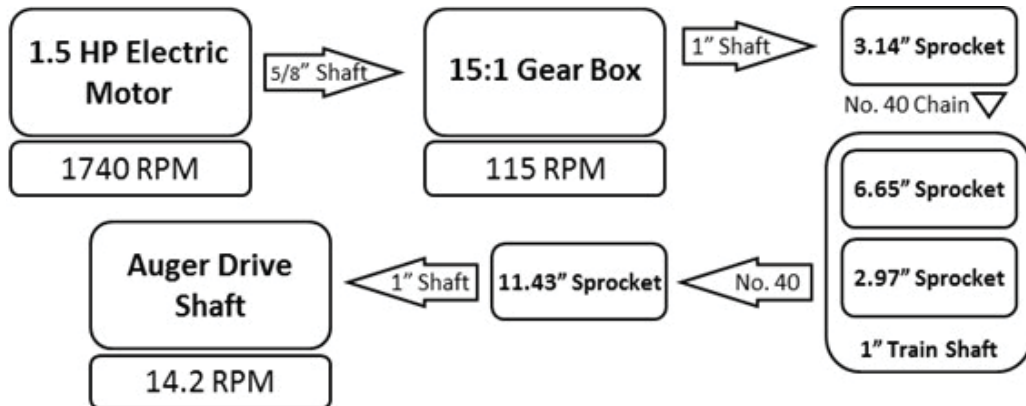 1.5 HP Electric
Motor
1740 RPM
5/8” Shaft
15:1 Gear Box
115 RPM
1” Shaft
3.14” Sprocket
No. 40 Chain
6.65” Sprocket
2.97” Sprocket
1” Train Shaft
No. 40
11.43” Sprocket
1” Shaft
Auger Drive
Shaft
14.2 RPM